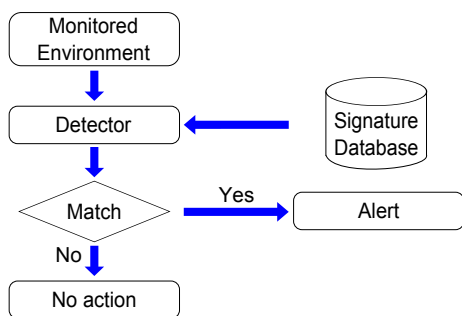 Monitored
Environment
Detector
Signature
Database
Match
Yes
Alert
No
No action